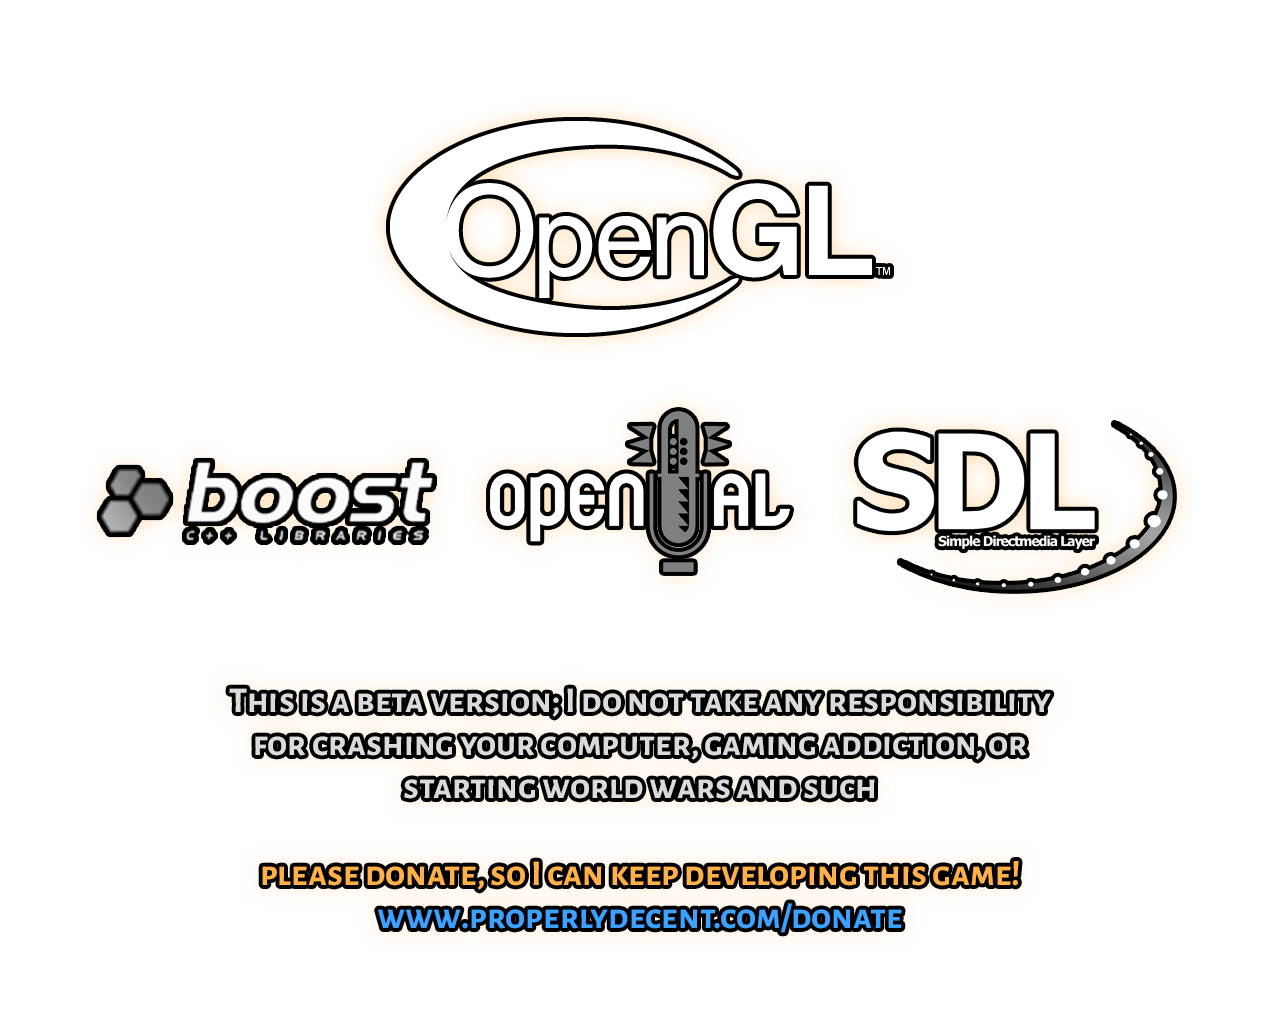 OpenGL™
boost
C++ LIBRARIES
openAL
SDL
Simple Directmedia Layer
This is a beta version; I do not take any responsibility
for crashing your computer, gaming addiction, or
starting world wars and such
please donate, so I can keep developing this game!
www.properlydecent.com/donate